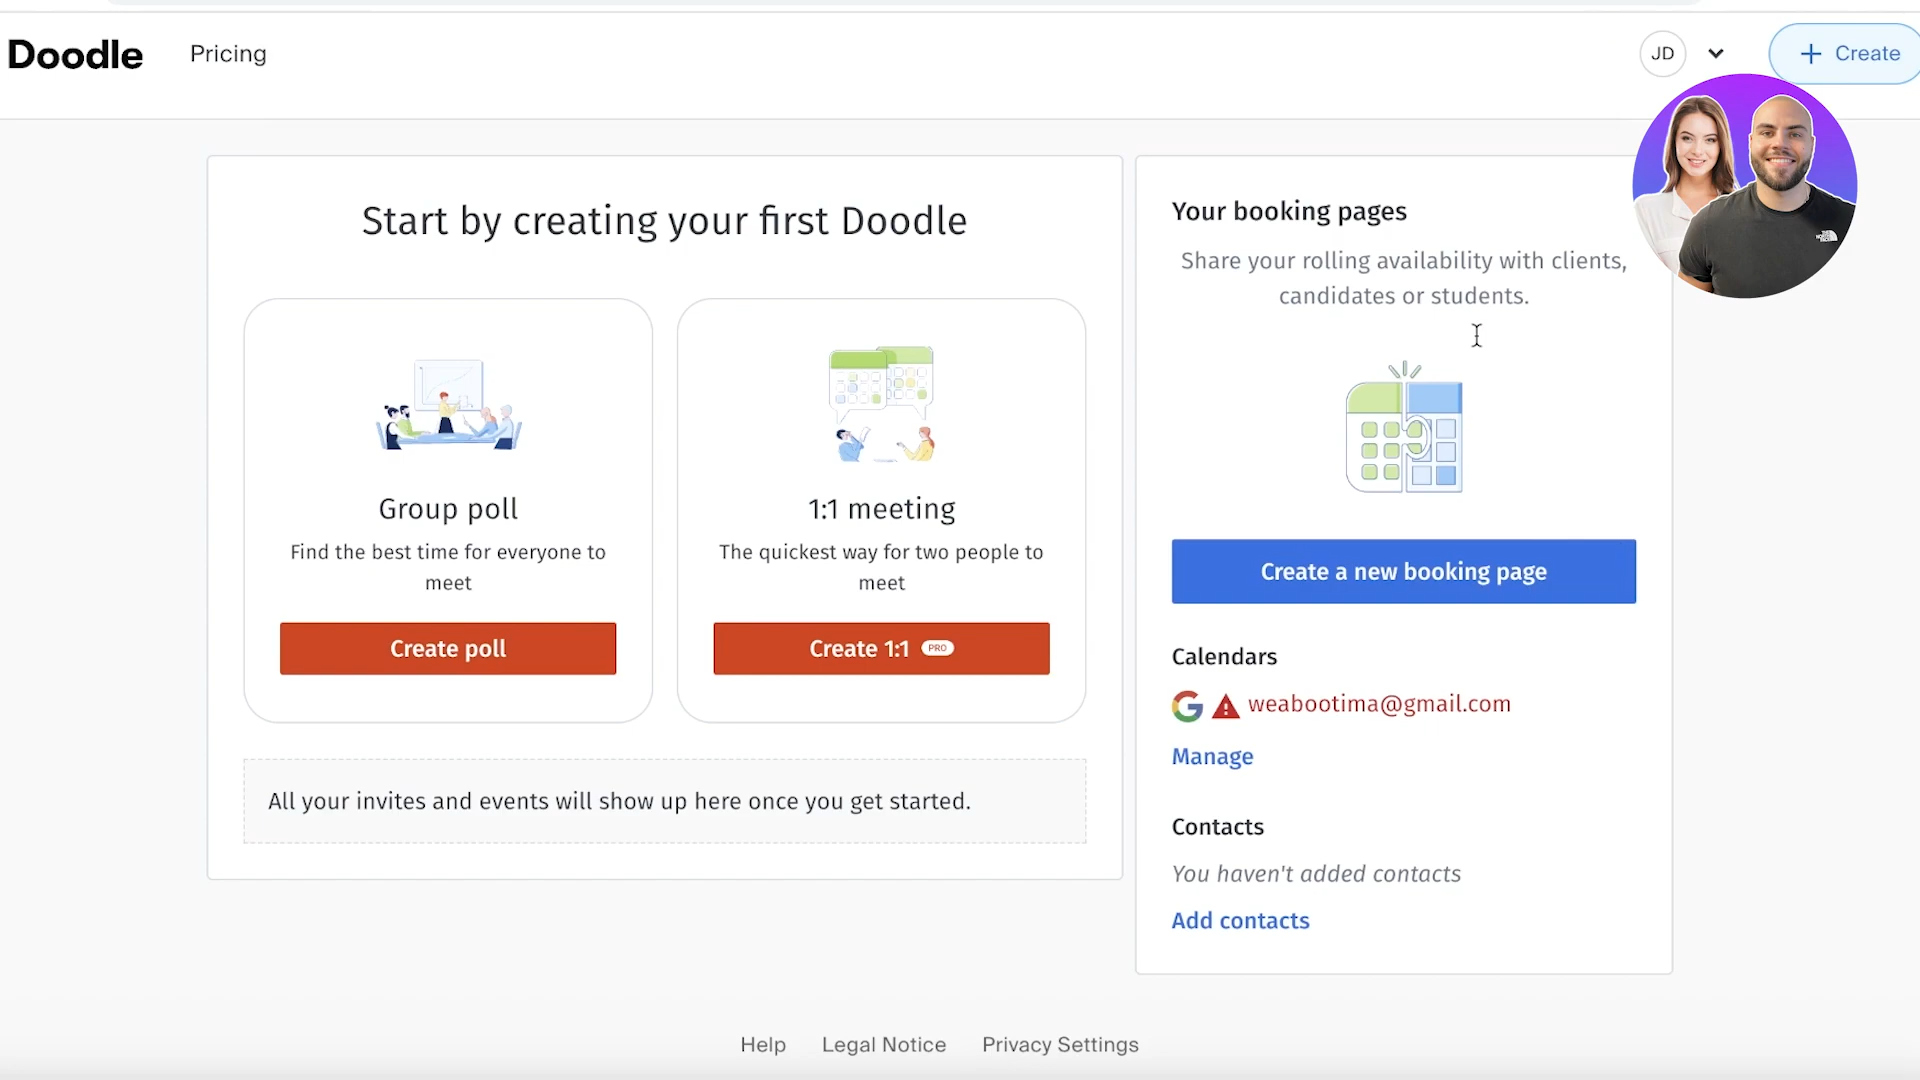 Doodle
Pricing
JD
+ Create
Start by creating your first Doodle
Group poll
Find the best time for everyone to
meet
Create poll
1:1 meeting
The quickest way for two people to
meet
Create 1:1 PRO
All your invites and events will show up here once you get started.
Your booking pages
Share your rolling availability with clients,
candidates or students.
Create a new booking page
Calendars
weabootima@gmail.com
Manage
Contacts
You haven't added contacts
Add contacts
Help Legal Notice Privacy Settings